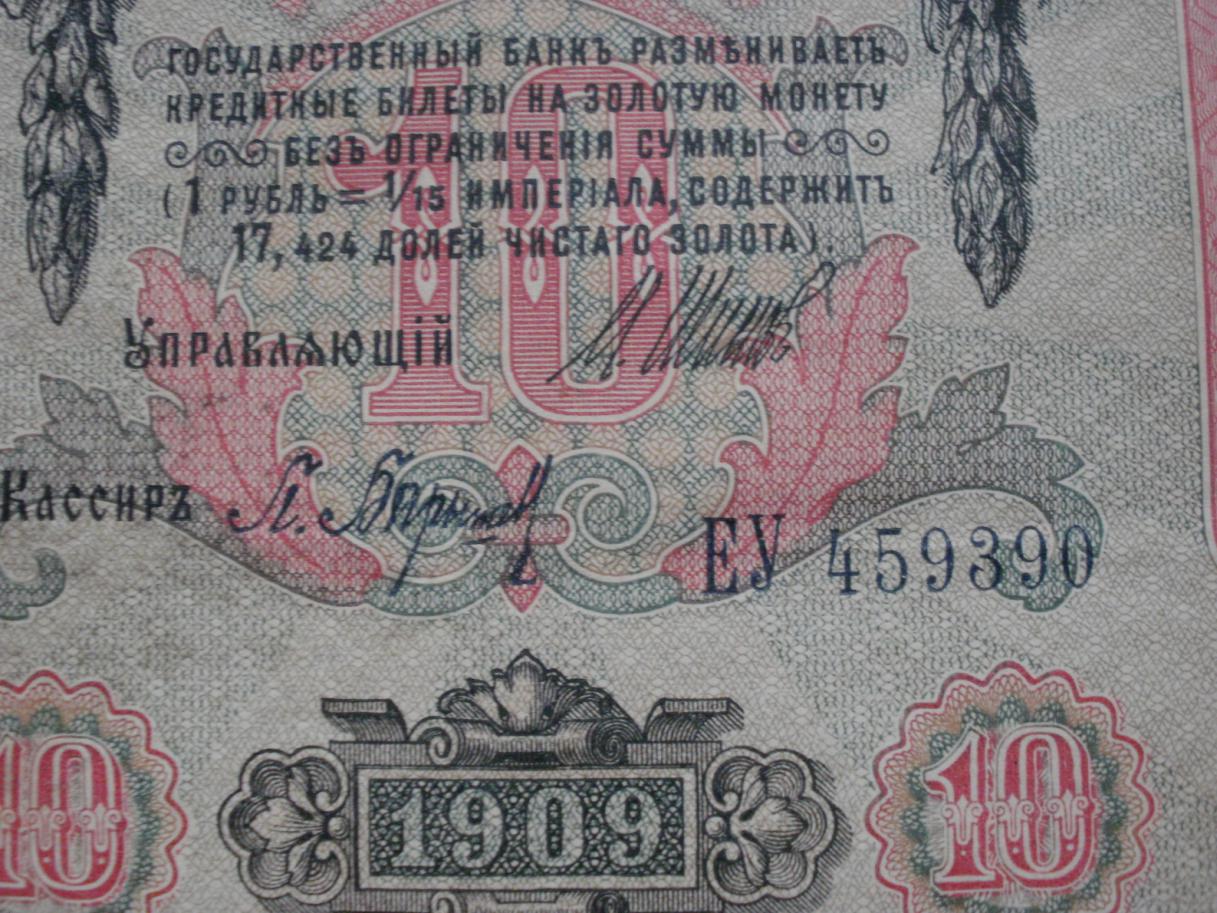 10
ГОСУДАРСТВЕННЫЙ БАНКЪ РАЗМѢНИВАЕТЪ
КРЕДИТНЫЕ БИЛЕТЫ НА ЗОЛОТУЮ МОНЕТУ
БЕЗЪ ОГРАНИЧЕНІЯ СУММЫ
(1 РУБЛЬ = 1/15 ИМПЕРІАЛА, СОДЕРЖИТЪ
17,424 ДОЛЕЙ ЧИСТАГО ЗОЛОТА).
Управляющій
Кассиръ
ЕУ 459390
10 1909 10